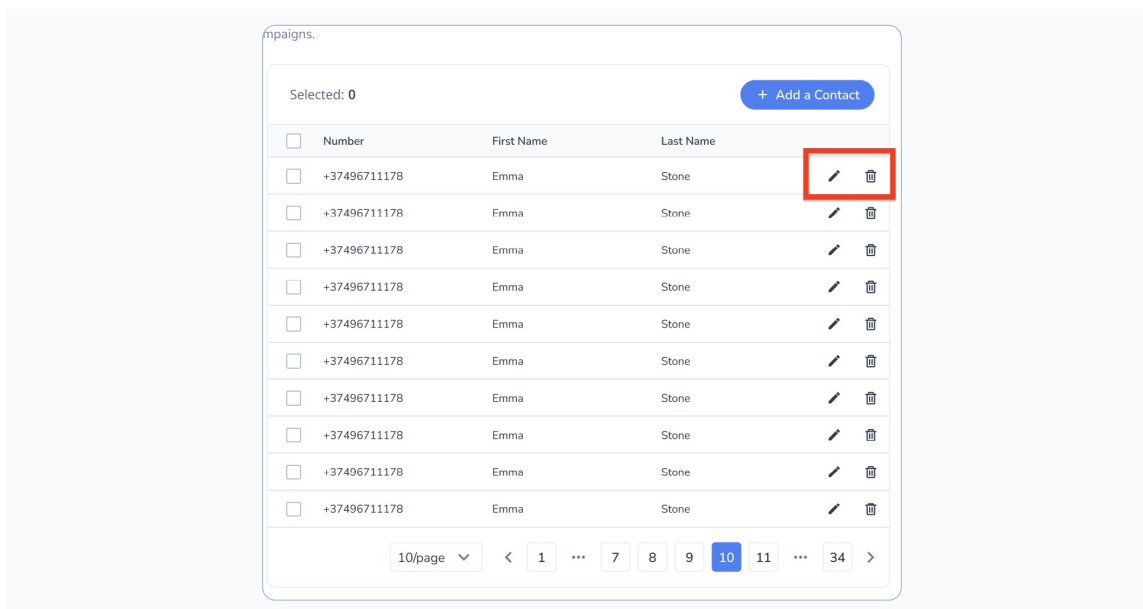 mpaigns.
Selected: 0
+ Add a Contact
Number First Name Last Name
+37496711178 Emma Stone
+37496711178 Emma Stone
+37496711178 Emma Stone
+37496711178 Emma Stone
+37496711178 Emma Stone
+37496711178 Emma Stone
+37496711178 Emma Stone
+37496711178 Emma Stone
+37496711178 Emma Stone
+37496711178 Emma Stone
10/page < 1 ••• 7 8 9 10 11 ••• 34 >